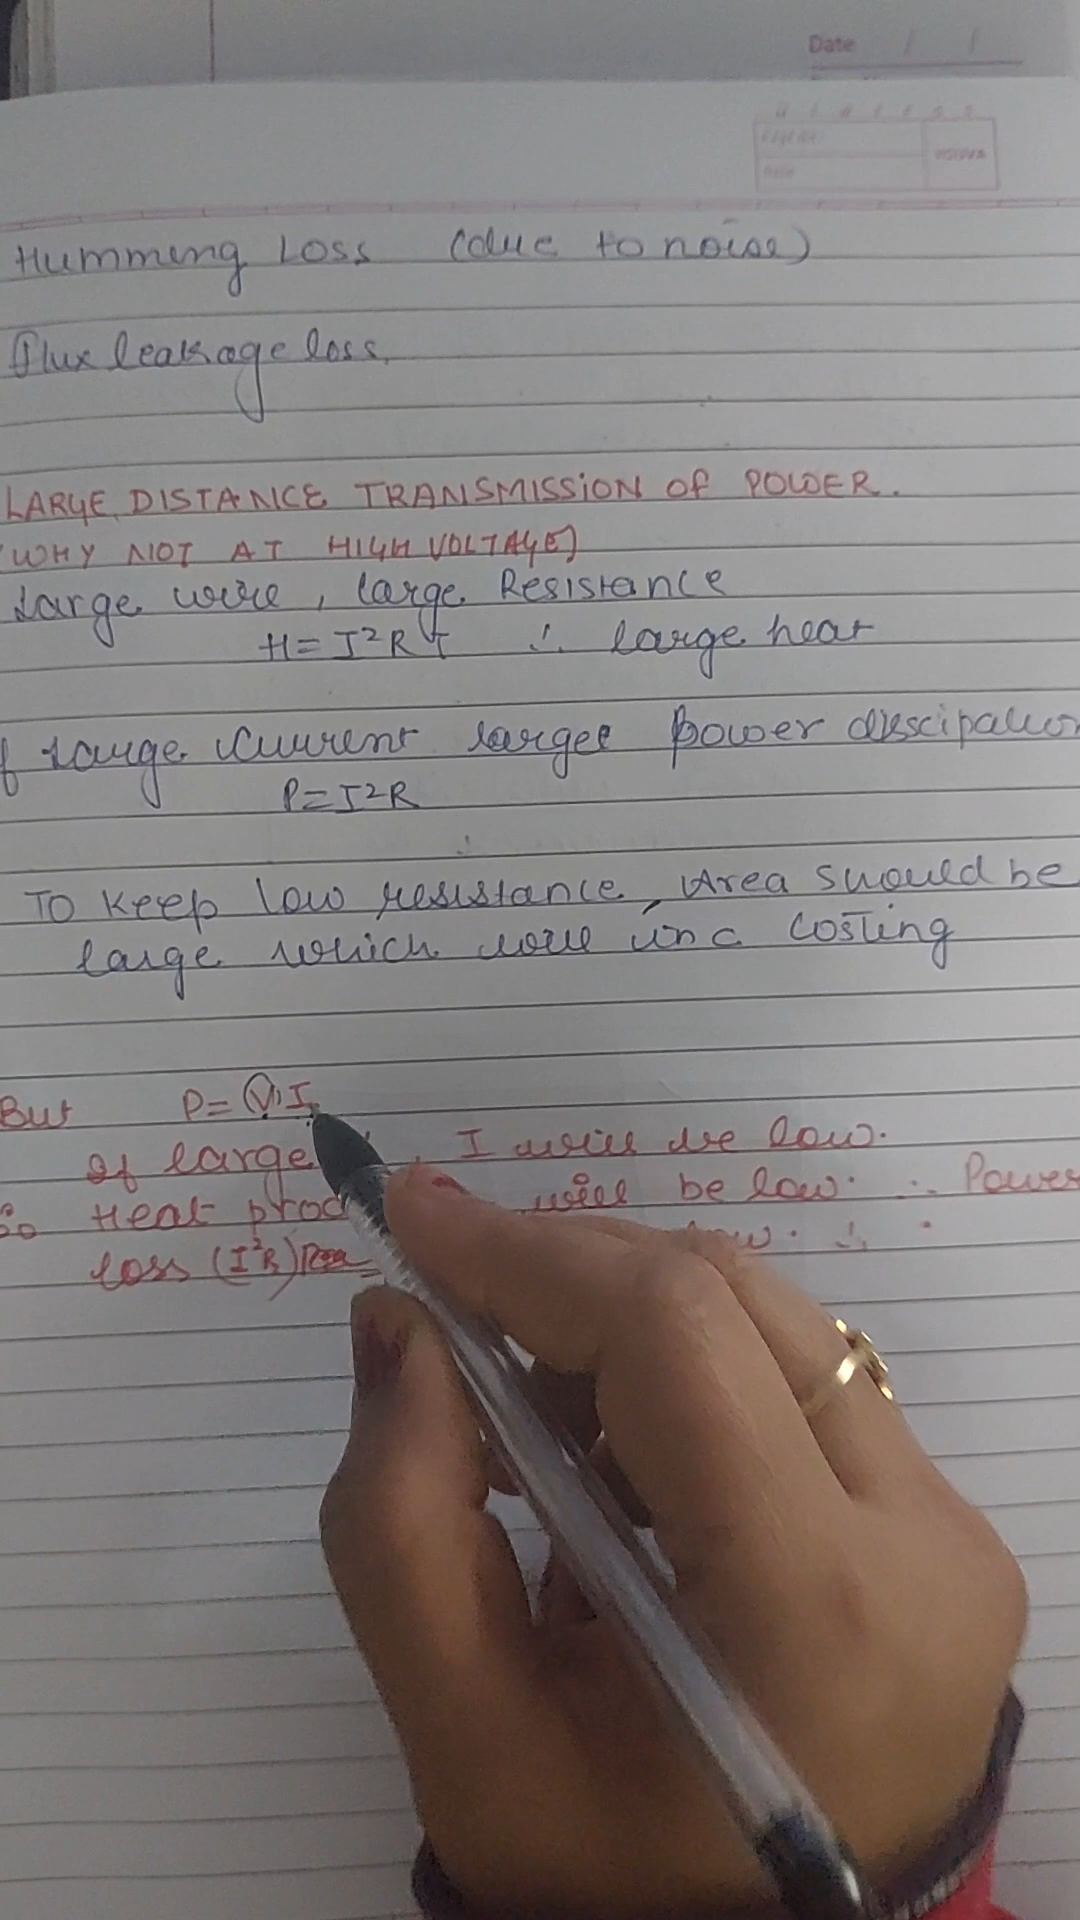 Date / /
Humming Loss (due to noise)
flux leakage loss.
LARGE DISTANCE TRANSMISSION OF POWER.
(WHY NOT AT HIGH VOLTAGE)
Large wire, large Resistance
H = I²Rt ∴ large heat
If large current larger power disscipation
P = I²R
To keep low resistance, Area should be
large which will inc costing
But P = V I
If large I will be low.
So Heat will be low. ∴ Power
loss (I²R) low. ∴